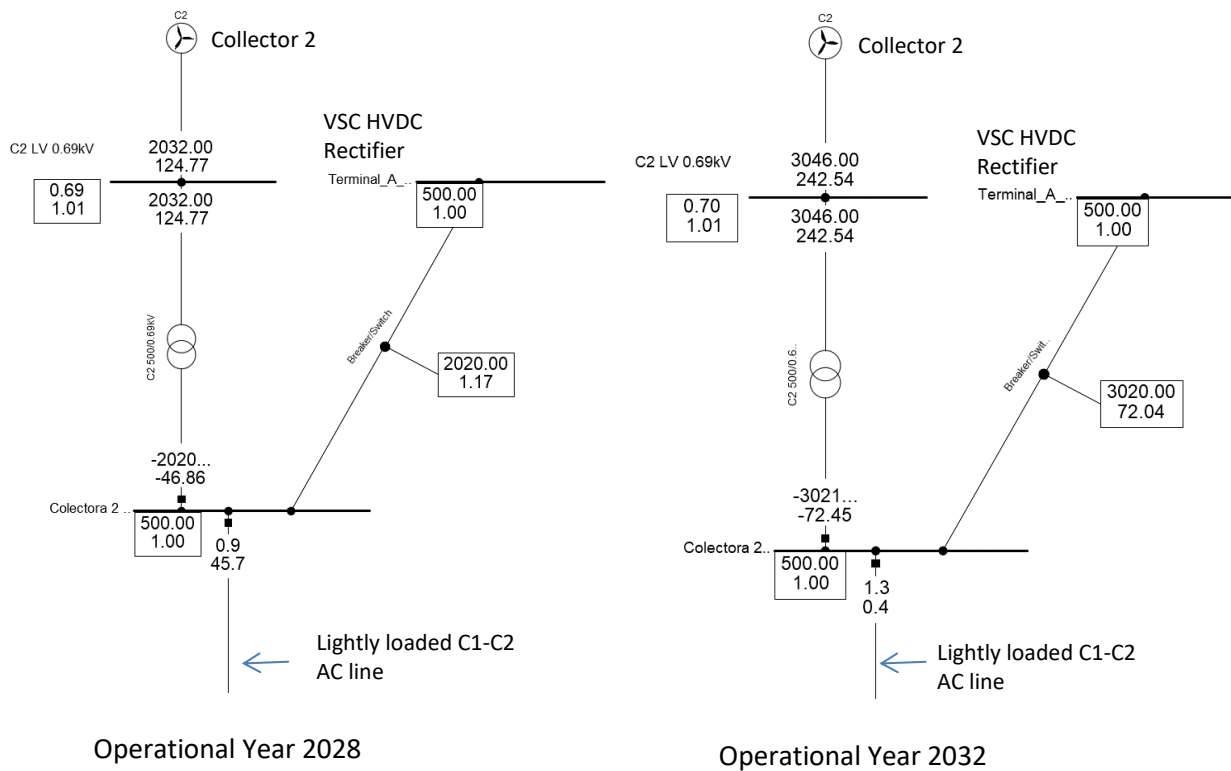 C2
Collector 2
VSC HVDC
Rectifier
C2 LV 0.69kV
2032.00
124.77
0.69
1.01
2032.00
124.77
Terminal_A_..
500.00
1.00
C2 500/0.69kV
Breaker/Switch
2020.00
1.17
-2020...
-46.86
Colectora 2 ..
500.00
1.00
0.9
45.7
Lightly loaded C1-C2
AC line
Operational Year 2028
C2
Collector 2
VSC HVDC
Rectifier
C2 LV 0.69kV
3046.00
242.54
0.70
1.01
3046.00
242.54
Terminal_A_..
500.00
1.00
C2 500/0.6..
Breaker/Swit..
3020.00
72.04
-3021...
-72.45
Colectora 2..
500.00
1.00
1.3
0.4
Lightly loaded C1-C2
AC line
Operational Year 2032